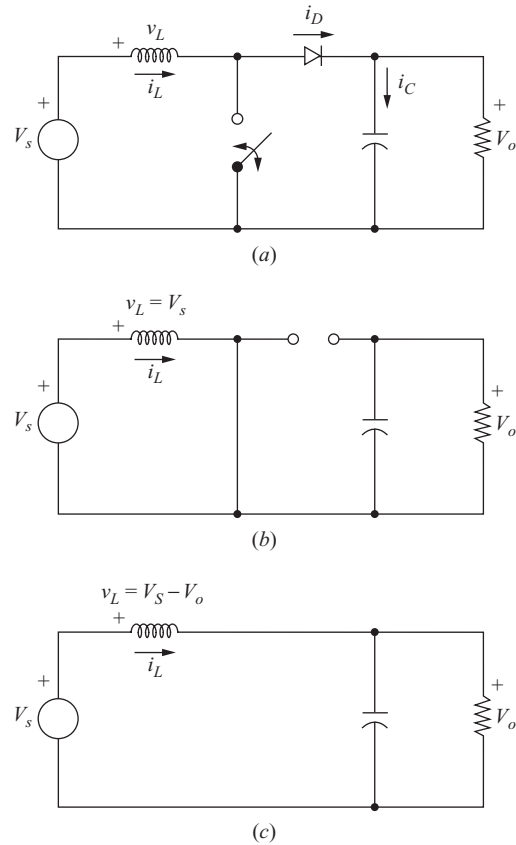 i_D
+ v_L
i_L
i_C
+ V_s
+ V_o
(a)
v_L = V_s
+
i_L
+ V_s
+ V_o
(b)
v_L = V_S – V_o
+
i_L
+ V_s
+ V_o
(c)